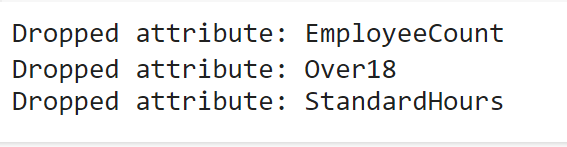 Dropped attribute: EmployeeCount
Dropped attribute: Over18
Dropped attribute: StandardHours